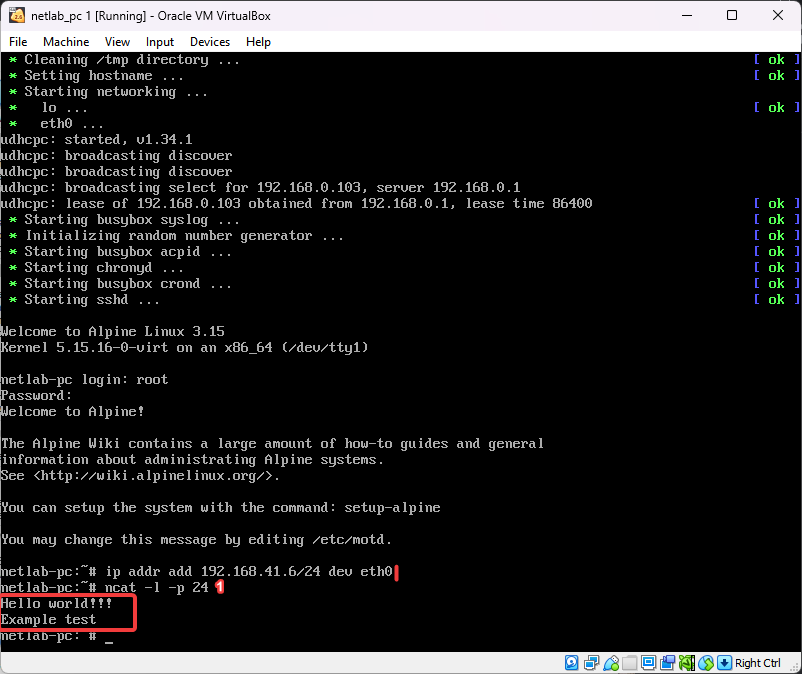 netlab_pc 1 [Running] - Oracle VM VirtualBox
File Machine View Input Devices Help
* Cleaning /tmp directory ... [ ok ]
* Setting hostname ... [ ok ]
* Starting networking ...
*   lo ... [ ok ]
*   eth0 ...
udhcpc: started, v1.34.1
udhcpc: broadcasting discover
udhcpc: broadcasting discover
udhcpc: broadcasting select for 192.168.0.103, server 192.168.0.1
udhcpc: lease of 192.168.0.103 obtained from 192.168.0.1, lease time 86400 [ ok ]
* Starting busybox syslog ... [ ok ]
* Initializing random number generator ... [ ok ]
* Starting busybox acpid ... [ ok ]
* Starting chronyd ... [ ok ]
* Starting busybox crond ... [ ok ]
* Starting sshd ... [ ok ]
Welcome to Alpine Linux 3.15
Kernel 5.15.16-0-virt on an x86_64 (/dev/tty1)
netlab-pc login: root
Password:
Welcome to Alpine!
The Alpine Wiki contains a large amount of how-to guides and general
information about administrating Alpine systems.
See <http://wiki.alpinelinux.org/>.
You can setup the system with the command: setup-alpine
You may change this message by editing /etc/motd.
netlab-pc:~# ip addr add 192.168.41.6/24 dev eth0
netlab-pc:~# ncat -l -p 24 1
Hello world!!!
Example test
netlab-pc:~# _
Right Ctrl